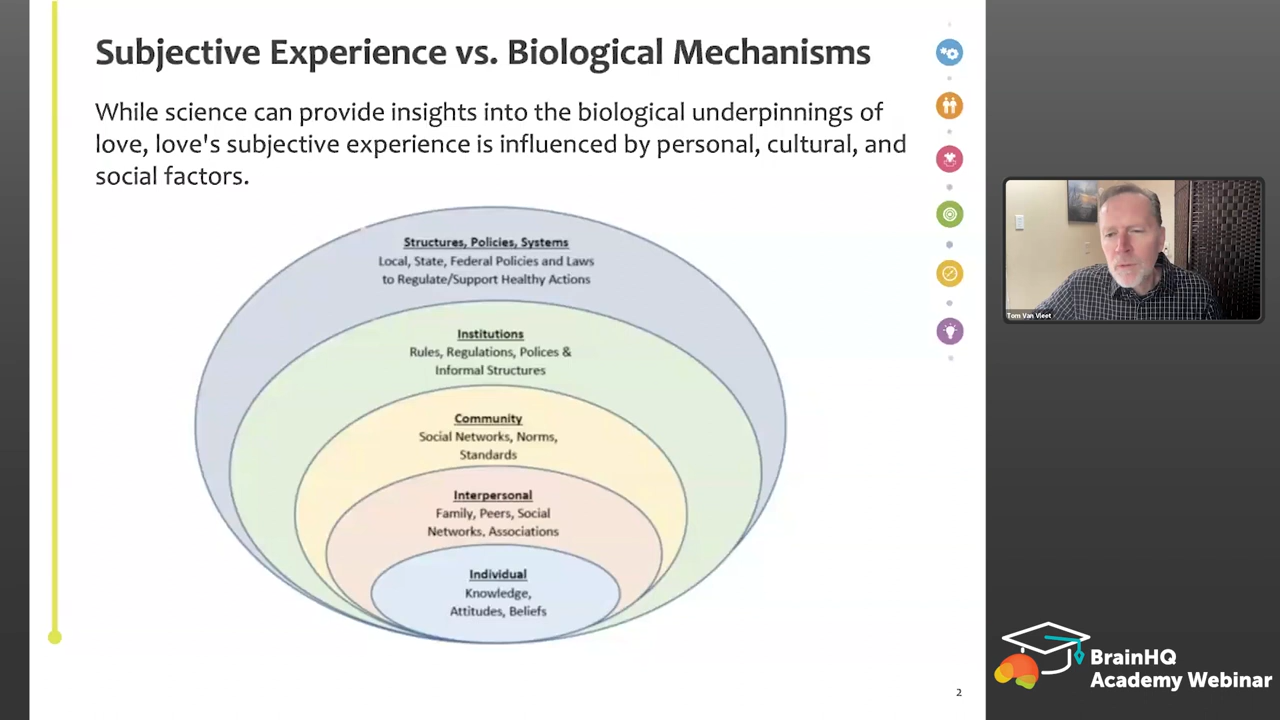 Subjective Experience vs. Biological Mechanisms
While science can provide insights into the biological underpinnings of
love, love's subjective experience is influenced by personal, cultural, and
social factors.
Structures, Policies, Systems
Local, State, Federal Policies and Laws
to Regulate/Support Healthy Actions
Institutions
Rules, Regulations, Polices &
Informal Structures
Community
Social Networks, Norms,
Standards
Interpersonal
Family, Peers, Social
Networks, Associations
Individual
Knowledge,
Attitudes, Beliefs
2
Tom Van Vleet
BrainHQ
Academy Webinar